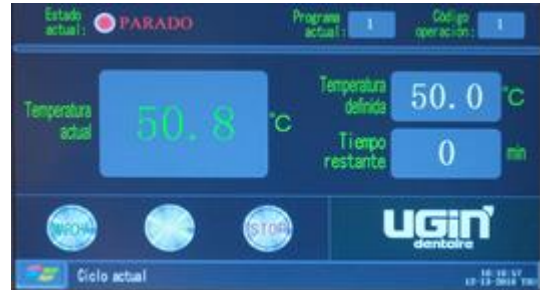 Estado actual: PARADO
Programa actual: 1
Código operación: 1
Temperatura actual 50.8 °C
Temperatura definida 50.0 °C
Tiempo restante 0 min
MARCHA
STOP
UGIN
dentaire
Ciclo actual